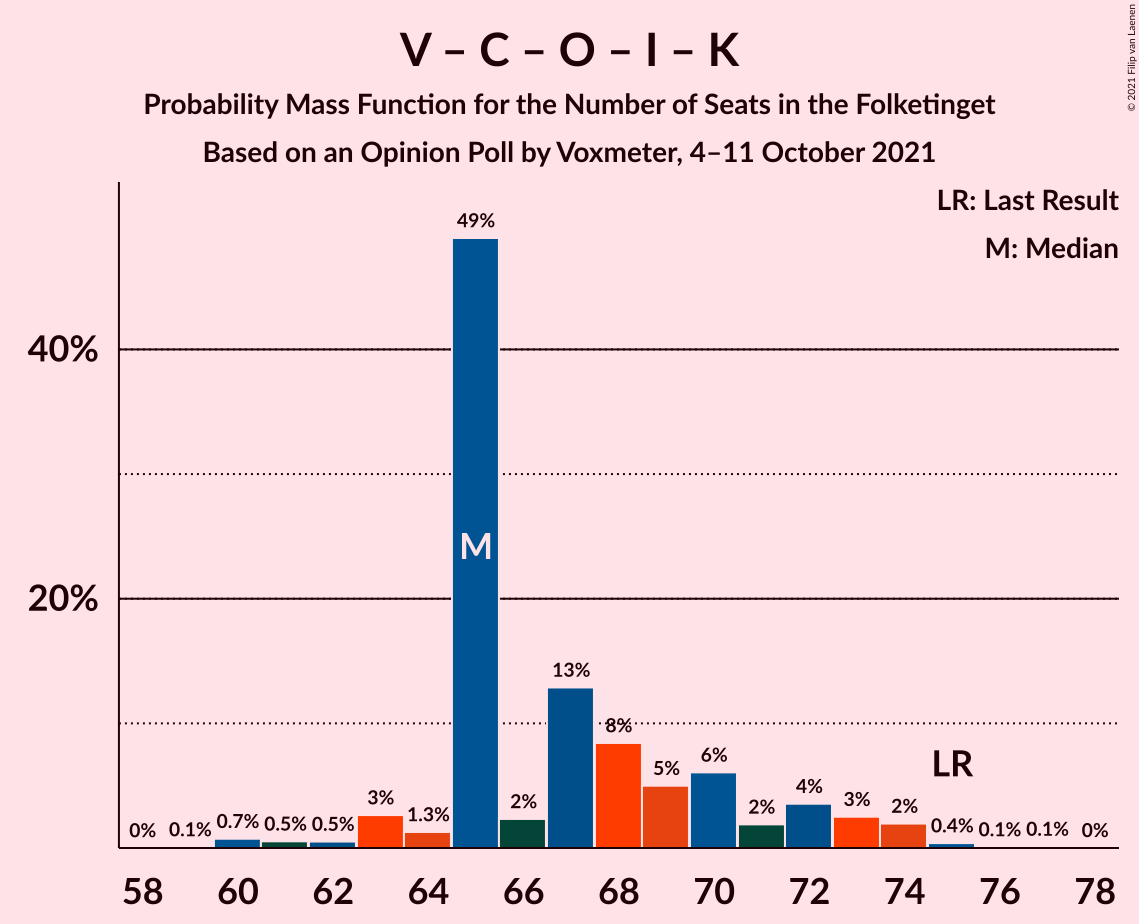 V – C – O – I – K
Probability Mass Function for the Number of Seats in the Folketinget
Based on an Opinion Poll by Voxmeter, 4–11 October 2021
© 2021 Filip van Laenen
LR: Last Result
M: Median
40%
20%
0%
0.1%
0.7%
0.5%
0.5%
3%
1.3%
49%
M
2%
13%
8%
5%
6%
2%
4%
3%
2%
LR
0.4%
0.1%
0.1%
0%
58 60 62 64 66 68 70 72 74 76 78